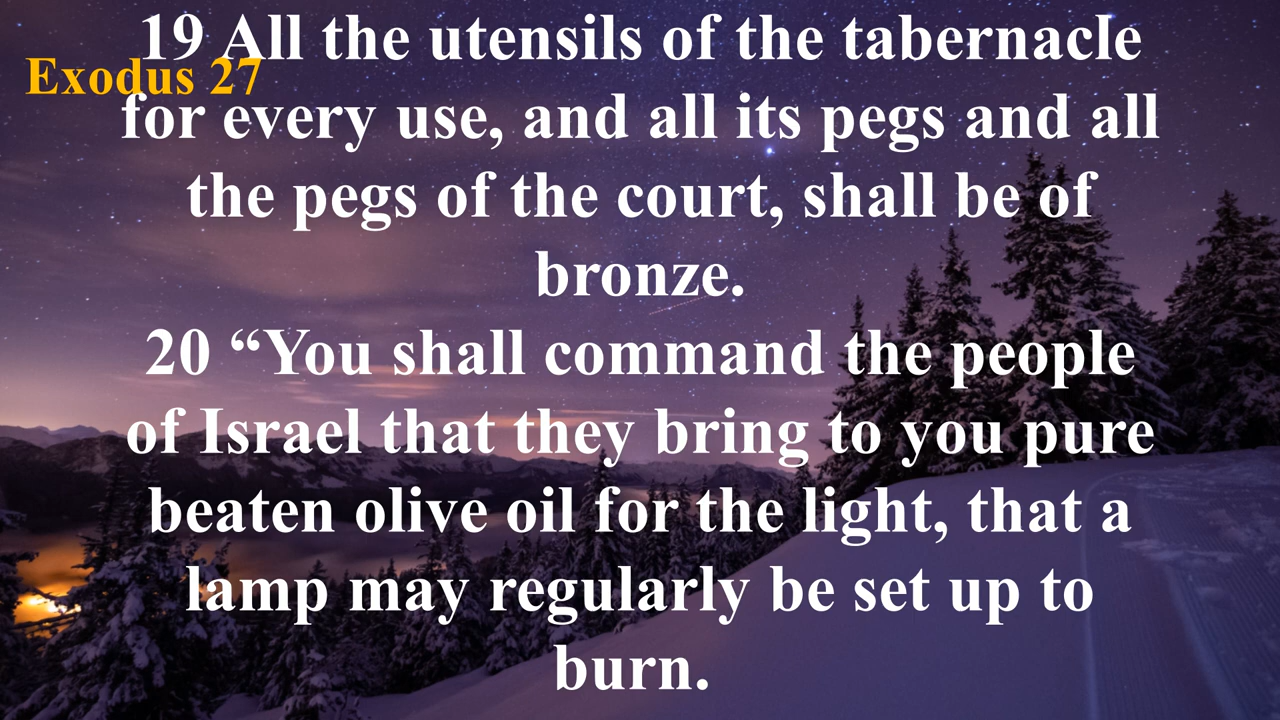 Exodus 27
19 All the utensils of the tabernacle
for every use, and all its pegs and all
the pegs of the court, shall be of
bronze.
20 “You shall command the people
of Israel that they bring to you pure
beaten olive oil for the light, that a
lamp may regularly be set up to
burn.